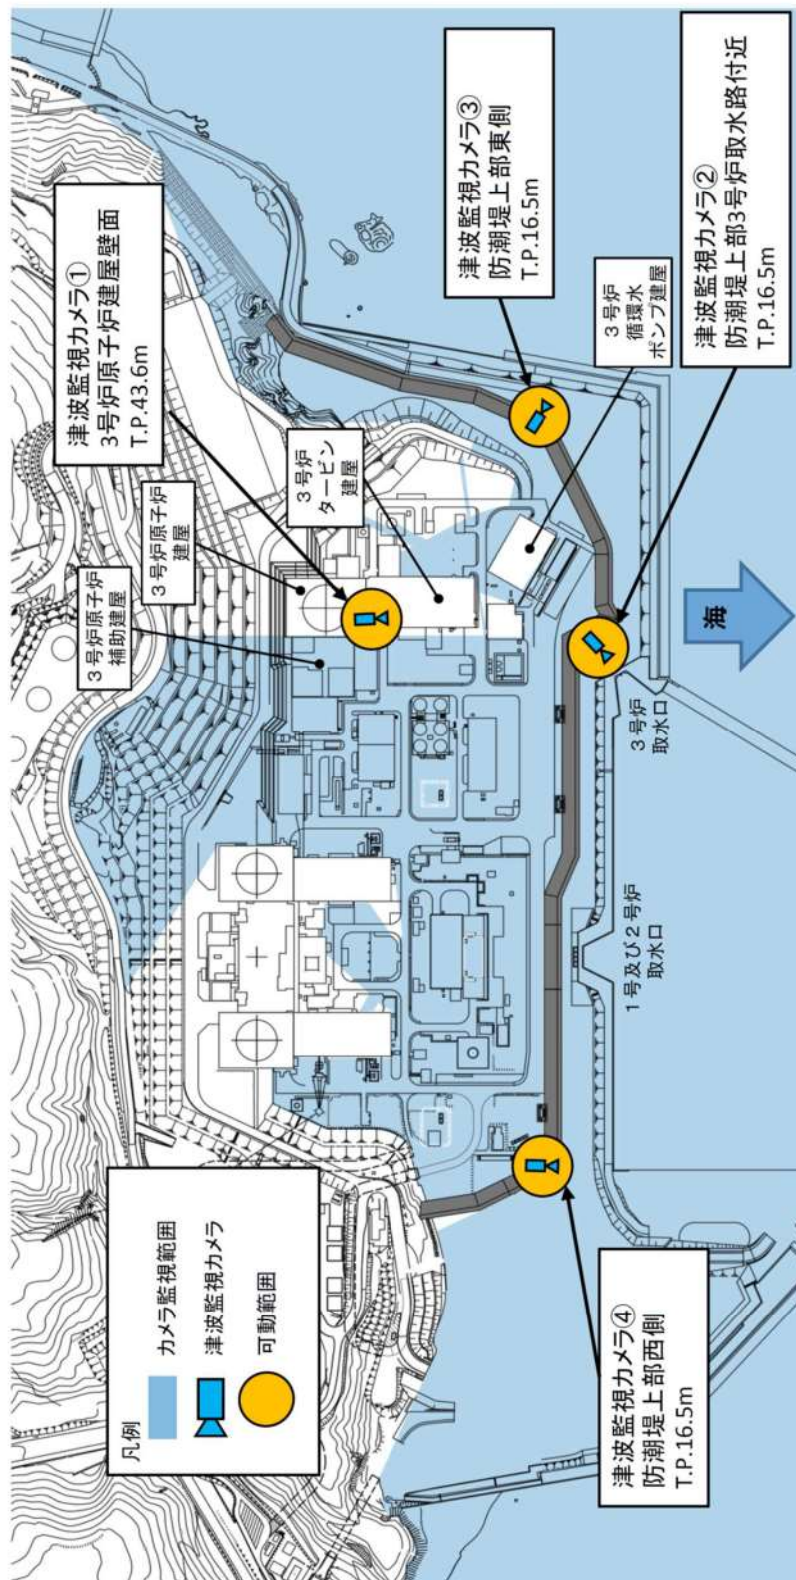 凡例
カメラ監視範囲
津波監視カメラ
可動範囲
3号炉原子炉
補助建屋
3号炉原子炉
建屋
津波監視カメラ①
3号炉原子炉建屋壁面
T.P.43.6m
3号炉
タービン
建屋
津波監視カメラ③
防潮堤上部東側
T.P.16.5m
3号炉
循環水
ポンプ建屋
津波監視カメラ②
防潮堤上部3号炉取水路付近
T.P.16.5m
津波監視カメラ④
防潮堤上部西側
T.P.16.5m
1号及び2号炉
取水口
3号炉
取水口
海